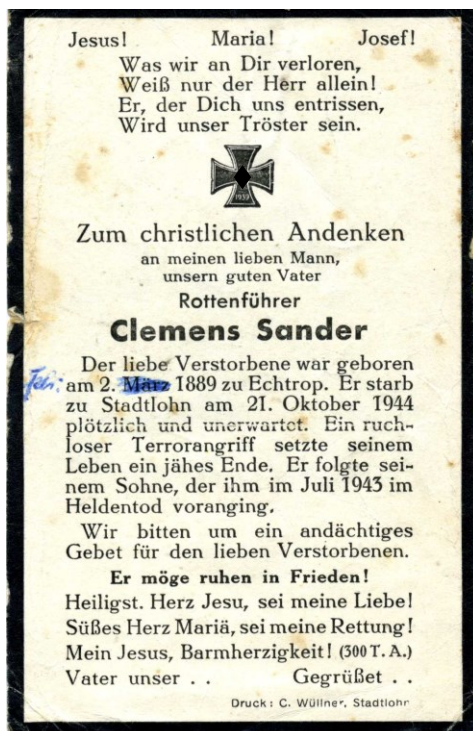 Jesus! Maria! Josef!
Was wir an Dir verloren,
Weiß nur der Herr allein!
Er, der Dich uns entrissen,
Wird unser Tröster sein.
1939
Zum christlichen Andenken
an meinen lieben Mann,
unsern guten Vater
Rottenführer
Clemens Sander
Der liebe Verstorbene war geboren
Feb: am 2. März 1889 zu Echtrop. Er starb
zu Stadtlohn am 21. Oktober 1944
plötzlich und unerwartet. Ein ruch-
loser Terrorangriff setzte seinem
Leben ein jähes Ende. Er folgte sei-
nem Sohne, der ihm im Juli 1943 im
Heldentod voranging.
Wir bitten um ein andächtiges
Gebet für den lieben Verstorbenen.
Er möge ruhen in Frieden!
Heiligst. Herz Jesu, sei meine Liebe!
Süßes Herz Mariä, sei meine Rettung!
Mein Jesus, Barmherzigkeit! (300 T. A.)
Vater unser . . Gegrüßet . .
Druck: C. Wüllner, Stadtlohn